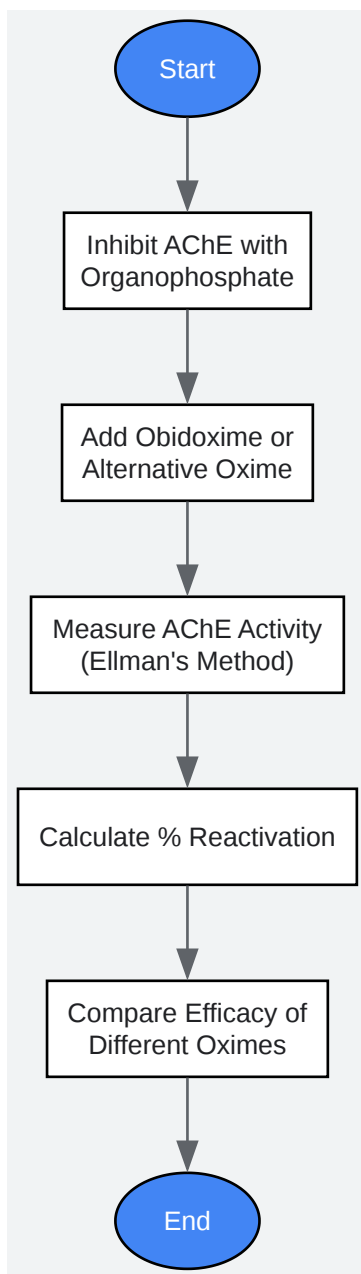 Start
Inhibit AChE with
Organophosphate
Add Obidoxime or
Alternative Oxime
Measure AChE Activity
(Ellman's Method)
Calculate % Reactivation
Compare Efficacy of
Different Oximes
End